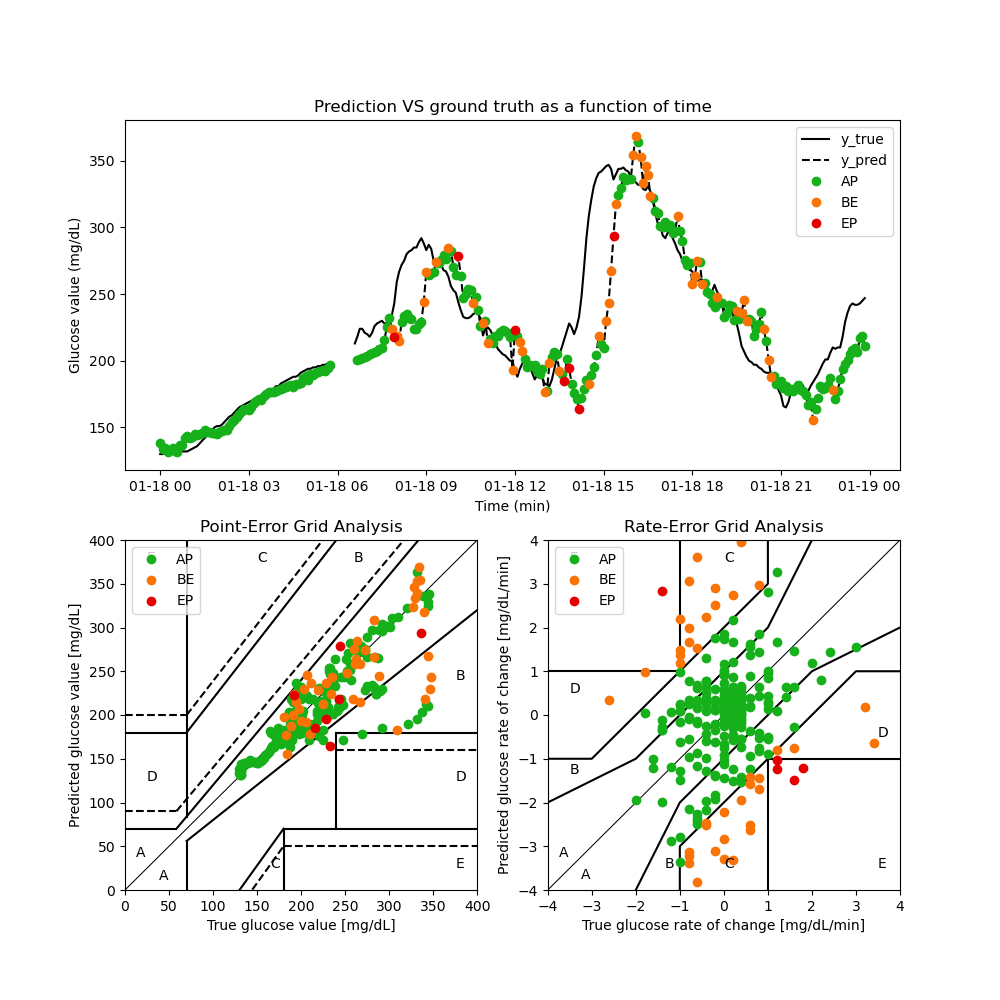 Prediction VS ground truth as a function of time
Glucose value (mg/dL)
350
300
250
200
150
y_true
y_pred
AP
BE
EP
01-18 00 01-18 03 01-18 06 01-18 09 01-18 12 01-18 15 01-18 18 01-18 21 01-19 00
Time (min)
Point-Error Grid Analysis
Predicted glucose value [mg/dL]
400
350
300
250
200
150
100
50
0
AP
BE
EP
C
B
B
D
D
A
A
C
E
0 50 100 150 200 250 300 350 400
True glucose value [mg/dL]
Rate-Error Grid Analysis
Predicted glucose rate of change [mg/dL/min]
4
3
2
1
0
−1
−2
−3
−4
AP
BE
EP
C
D
D
B
A
A
B
C
E
−4 −3 −2 −1 0 1 2 3 4
True glucose rate of change [mg/dL/min]